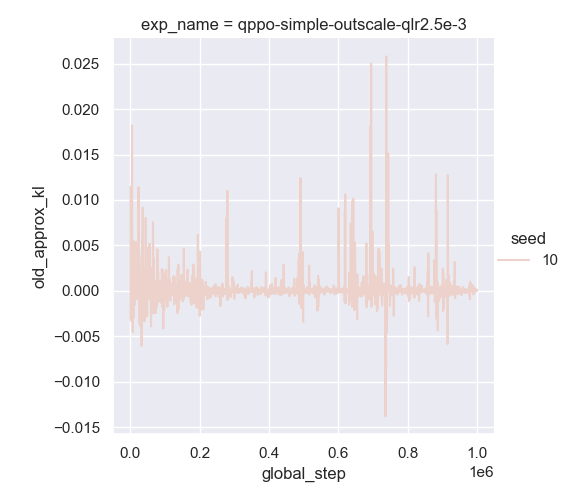 exp_name = qppo-simple-outscale-qlr2.5e-3
0.025
0.020
0.015
0.010
0.005
0.000
−0.005
−0.010
−0.015
old_approx_kl
0.0 0.2 0.4 0.6 0.8 1.0
1e6
global_step
seed
10